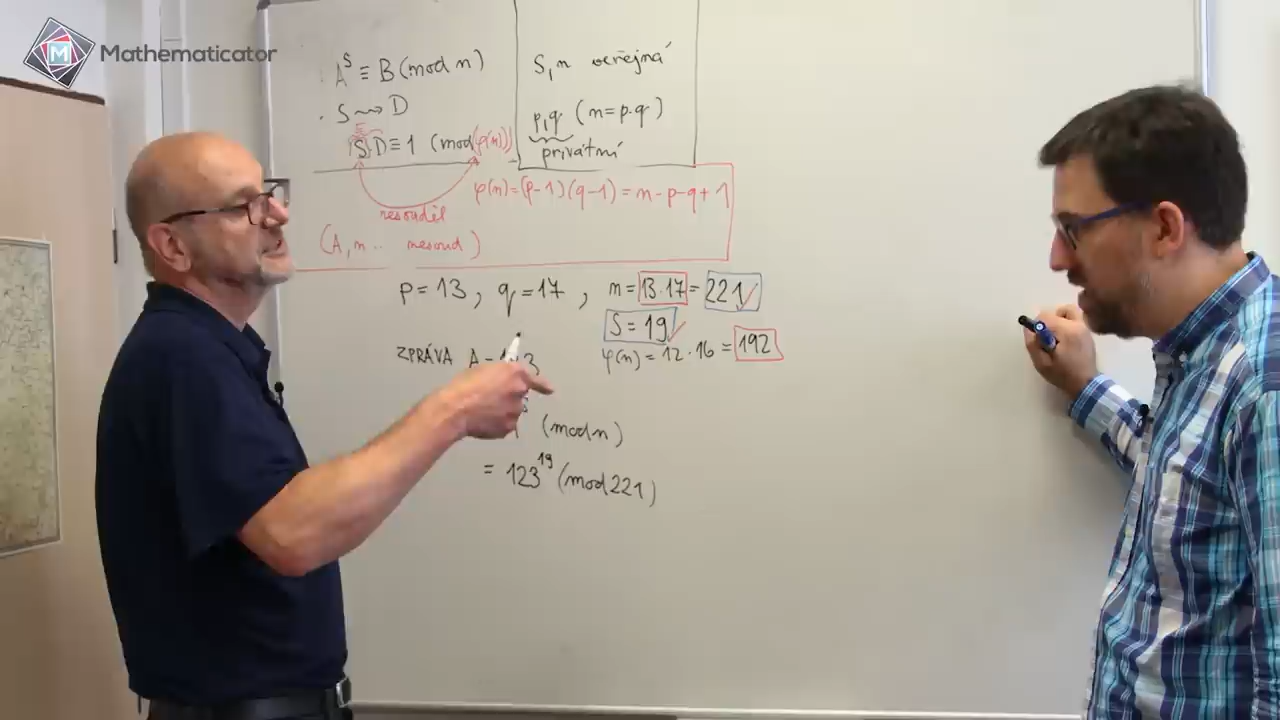 Mathematicator
. A^S ≡ B (mod n)
. S ⟿ D
S·D ≡ 1 (mod φ(n))
nesouděl
S, n veřejná
p, q (n=p·q)
privátní
φ(n) = (p-1)(q-1) = n-p-q+1
(A, n .. nesoud)
p = 13, q = 17, n = 13·17 = 221 ✓
S = 19 ✓
ZPRÁVA A =
φ(n) = 12·16 = 192
(mod n)
= 123^19 (mod 221)